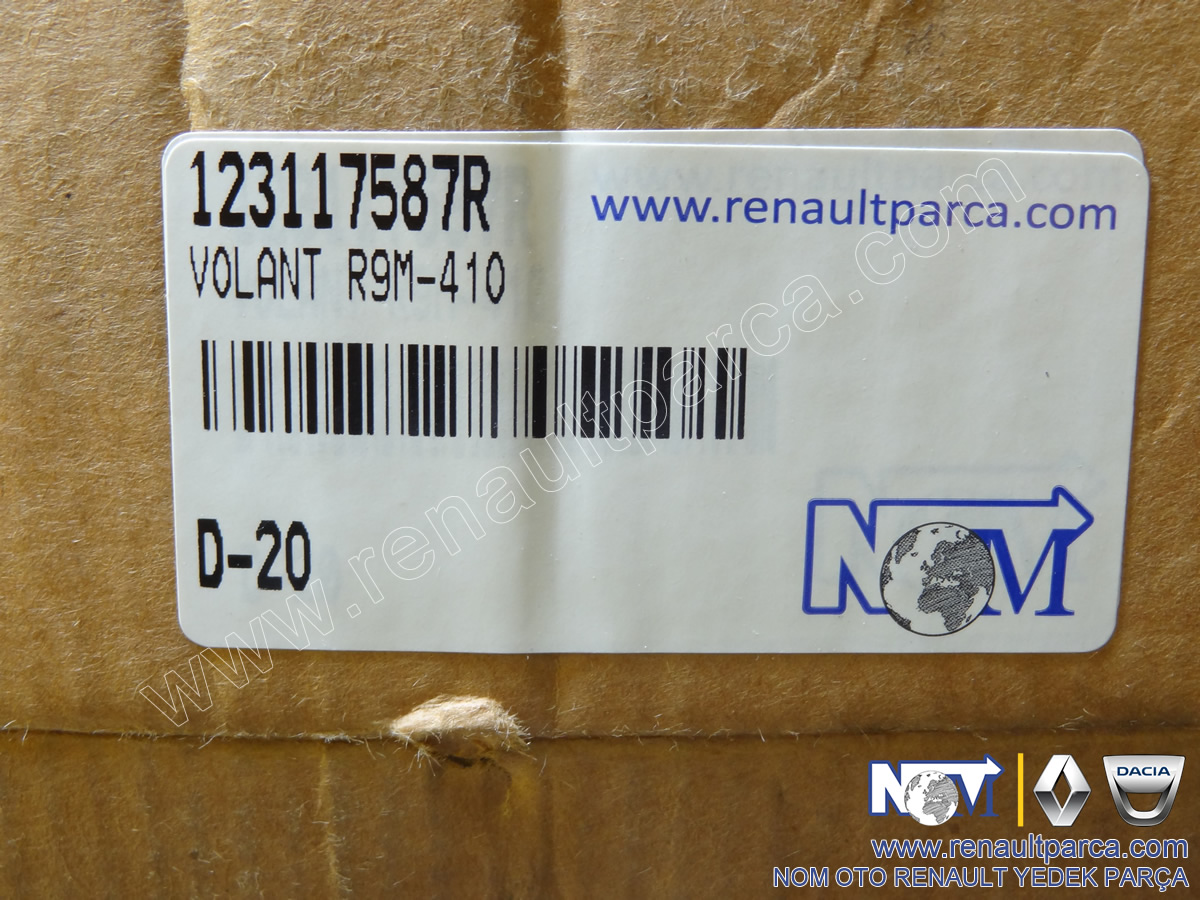 123117587R
www.renaultparca.com
VOLANT R9M-410
D-20
NOM
www.renaultparca.com
NOM
DACIA
www.renaultparca.com
NOM OTO RENAULT YEDEK PARÇA